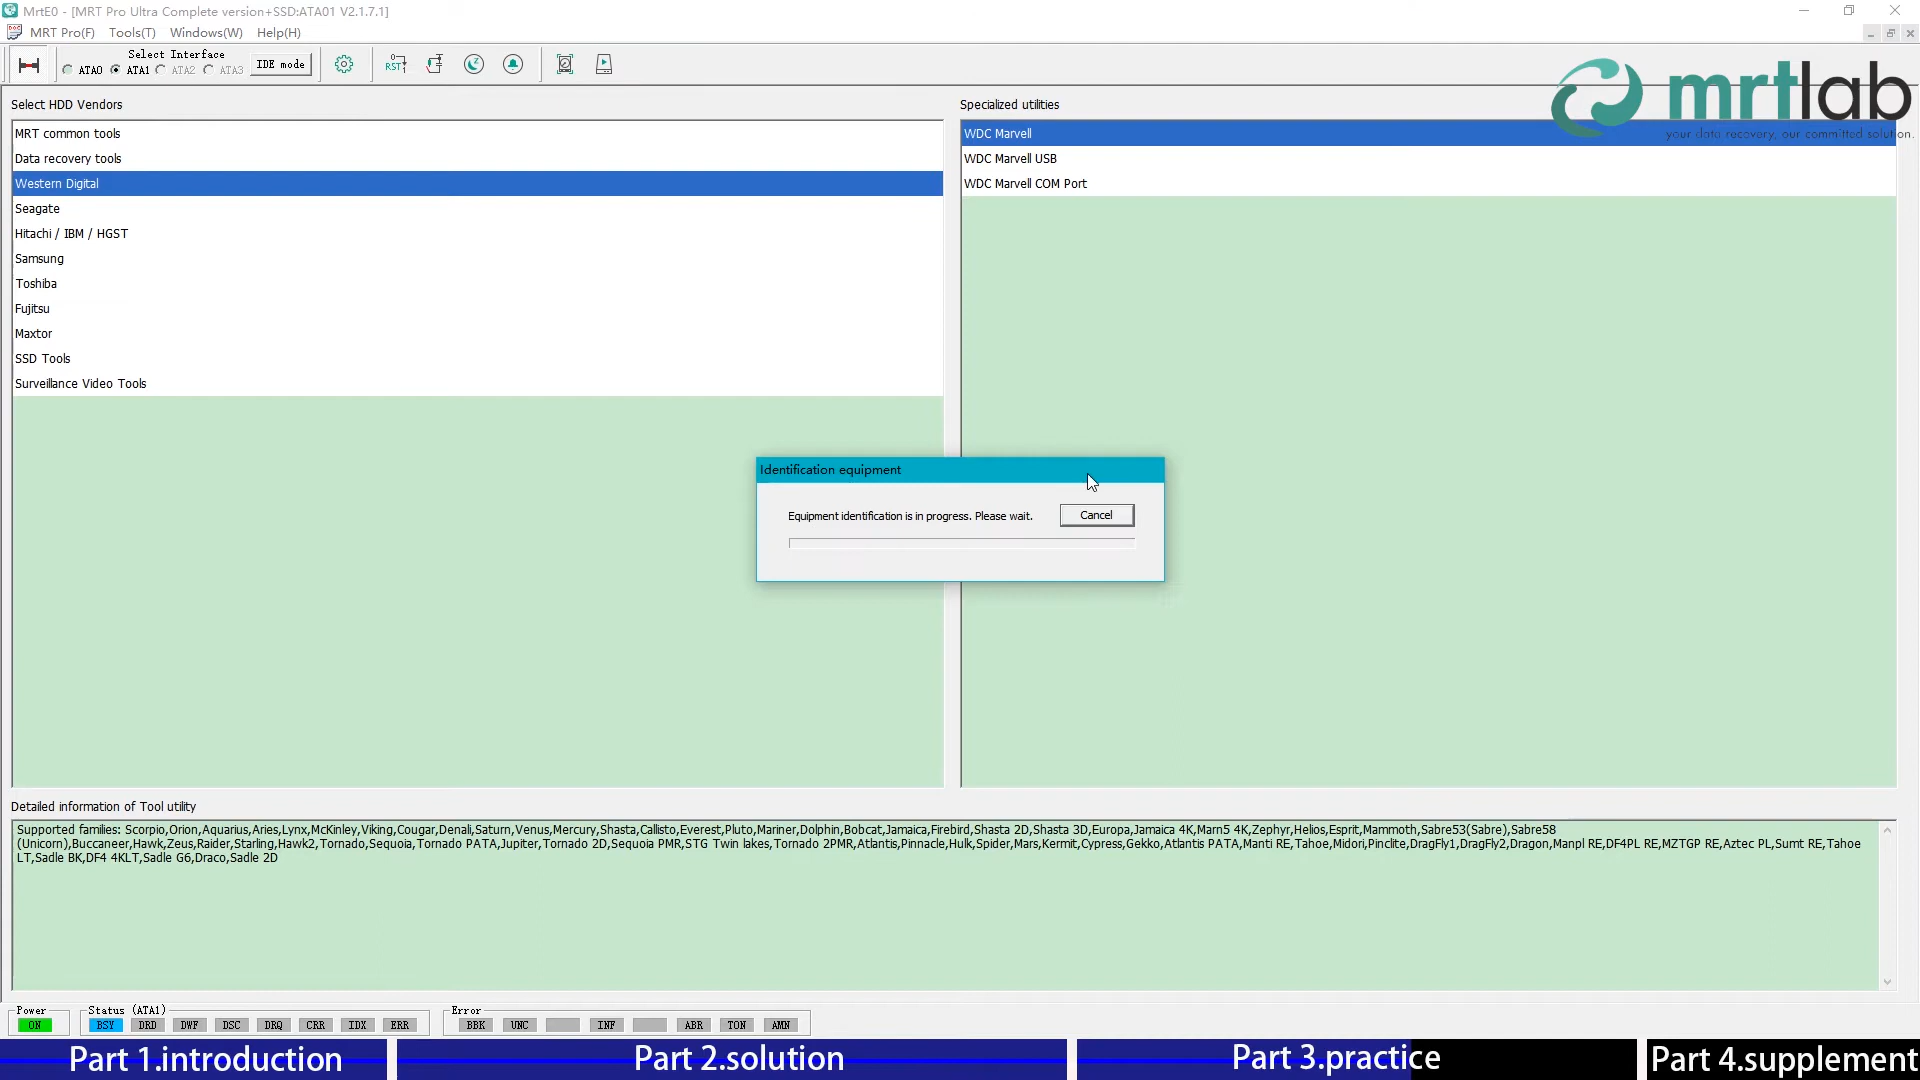 MrtE0 - [MRT Pro Ultra Complete version+SSD:ATA01 V2.1.7.1]
MRT Pro(F) Tools(T) Windows(W) Help(H)
Select Interface
ATA0 ATA1 ATA2 ATA3
IDE mode
RST
mrtlab
your data recovery, our committed solution.
Select HDD Vendors
MRT common tools
Data recovery tools
Western Digital
Seagate
Hitachi / IBM / HGST
Samsung
Toshiba
Fujitsu
Maxtor
SSD Tools
Surveillance Video Tools
Specialized utilities
WDC Marvell
WDC Marvell USB
WDC Marvell COM Port
Identification equipment
Equipment identification is in progress. Please wait.
Cancel
Detailed information of Tool utility
Supported families: Scorpio,Orion,Aquarius,Aries,Lynx,McKinley,Viking,Cougar,Denali,Saturn,Venus,Mercury,Shasta,Callisto,Everest,Pluto,Mariner,Dolphin,Bobcat,Jamaica,Firebird,Shasta 2D,Shasta 3D,Europa,Jamaica 4K,Marn5 4K,Zephyr,Helios,Esprit,Mammoth,Sabre53(Sabre),Sabre58
(Unicorn),Buccaneer,Hawk,Zeus,Raider,Starling,Hawk2,Tornado,Sequoia,Tornado PATA,Jupiter,Tornado 2D,Sequoia PMR,STG Twin lakes,Tornado 2PMR,Atlantis,Pinnacle,Hulk,Spider,Mars,Kermit,Cypress,Gekko,Atlantis PATA,Manti RE,Tahoe,Midori,Pinclite,DragFly1,DragFly2,Dragon,Manpl RE,DF4PL RE,MZTGP RE,Aztec PL,Sumt RE,Tahoe
LT,Sadle BK,DF4 4KLT,Sadle G6,Draco,Sadle 2D
Power
ON
Status (ATA1)
BSY DRD DWF DSC DRQ CRR IDX ERR
Error
BBK UNC INF ABR TON AMN
Part 1.introduction
Part 2.solution
Part 3.practice
Part 4.supplement